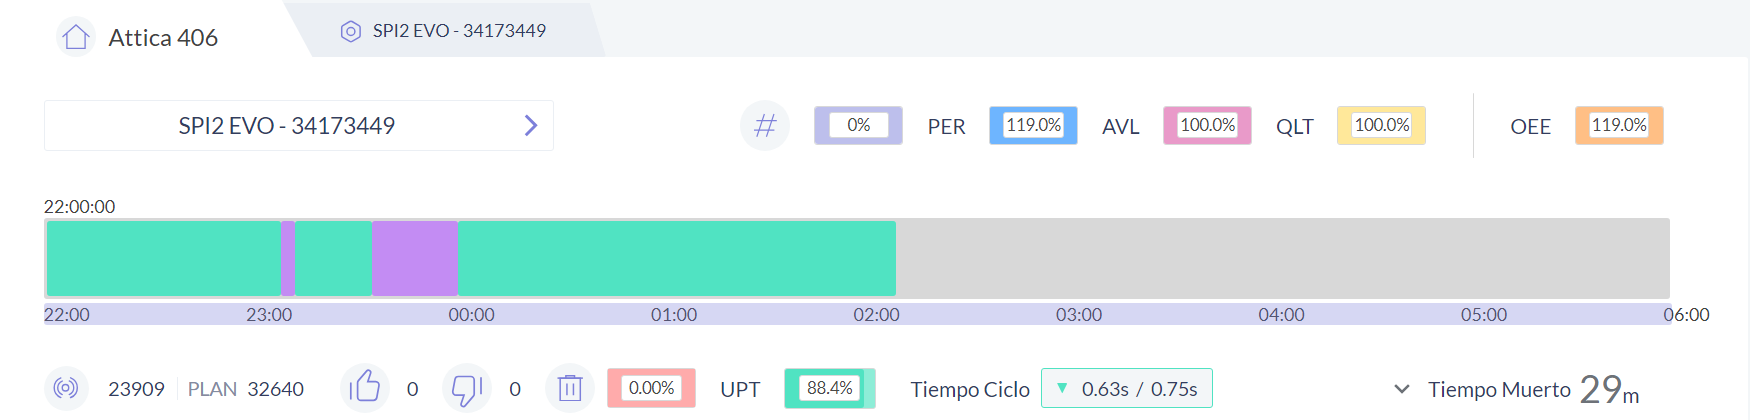 Attica 406
SPI2 EVO - 34173449
SPI2 EVO - 34173449
# 0% PER 119.0% AVL 100.0% QLT 100.0% OEE 119.0%
22:00:00
22:00 23:00 00:00 01:00 02:00 03:00 04:00 05:00 06:00
23909 PLAN 32640 0 0 0.00% UPT 88.4% Tiempo Ciclo ▼ 0.63s / 0.75s Tiempo Muerto 29m